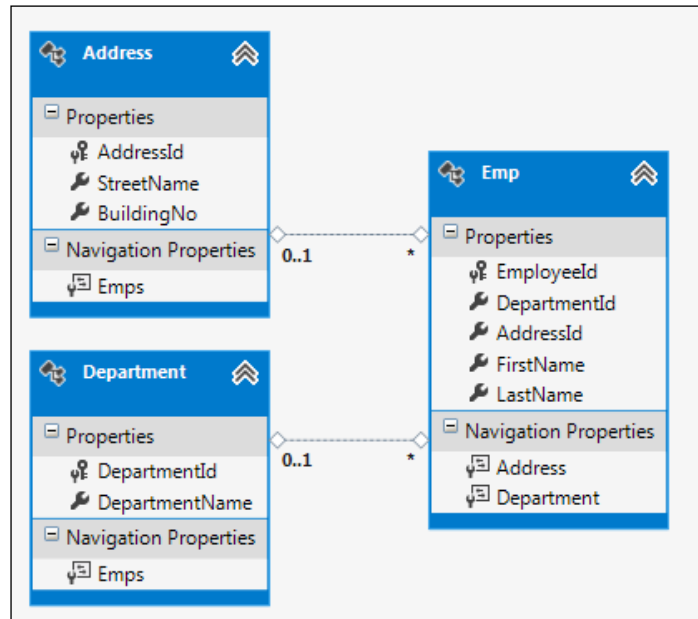 Address
Properties
AddressId
StreetName
BuildingNo
Navigation Properties
Emps
0..1
*
Emp
Properties
EmployeeId
DepartmentId
AddressId
FirstName
LastName
Navigation Properties
Address
Department
Department
Properties
DepartmentId
DepartmentName
Navigation Properties
Emps
0..1
*